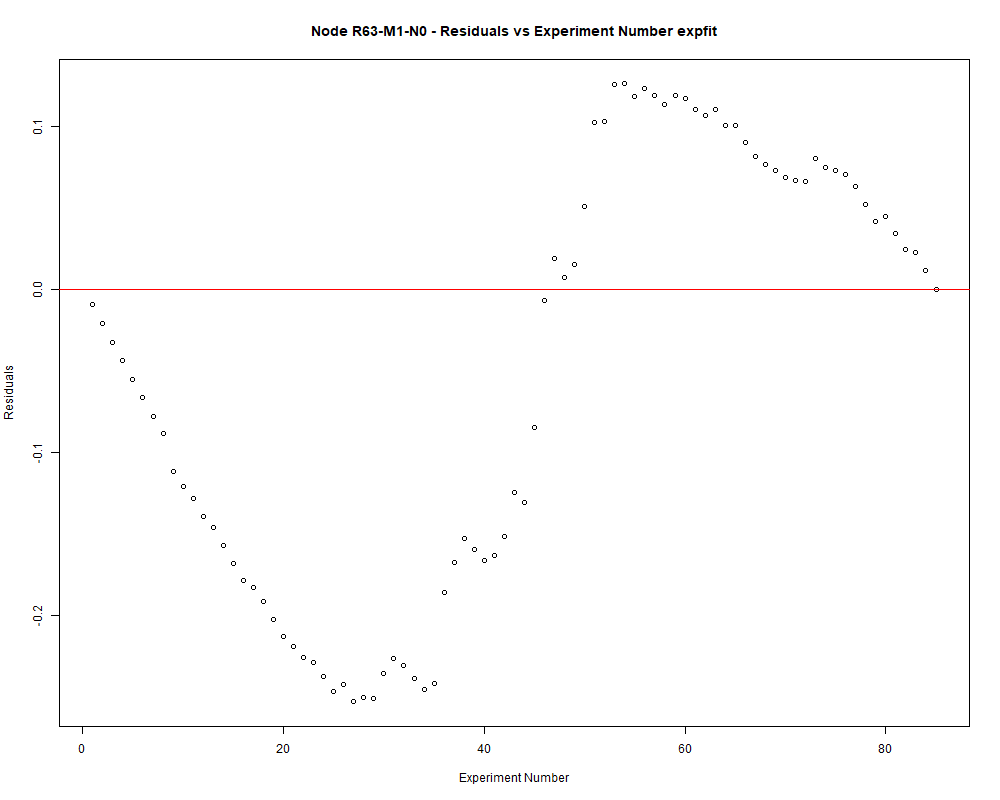 Node R63-M1-N0 - Residuals vs Experiment Number expfit
Residuals
0.1
0.0
-0.1
-0.2
0 20 40 60 80
Experiment Number